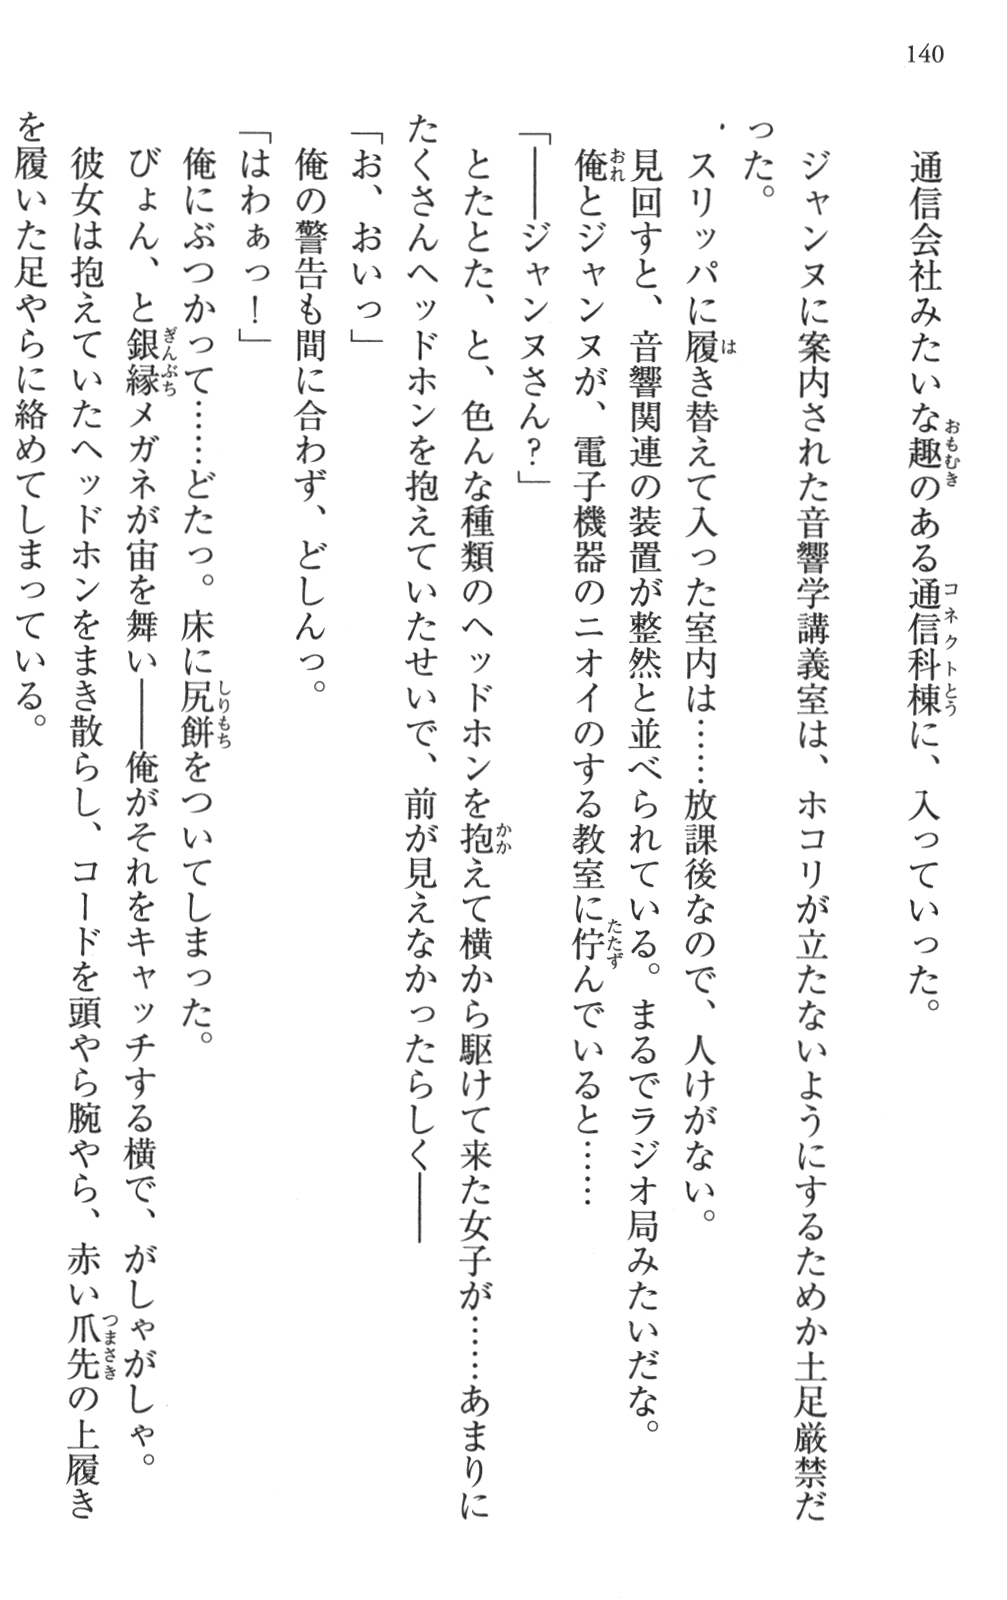 140
通信会社みたいな趣のある通信科棟に、入っていった。
ジャンヌに案内された音響学講義室は、ホコリが立たないようにするためか土足厳禁だ
った。
スリッパに履き替えて入った室内は……放課後なので、人けがない。
見回すと、音響関連の装置が整然と並べられている。まるでラジオ局みたいだな。
俺とジャンヌが、電子機器のニオイのする教室に佇んでいると……
「――ジャンヌさん？」
とたとた、と、色んな種類のヘッドホンを抱えて横から駆けて来た女子が……あまりに
たくさんヘッドホンを抱えていたせいで、前が見えなかったらしく――
「お、おいっ」
俺の警告も間に合わず、どしんっ。
「はわぁっ！」
俺にぶつかって……どたっ。床に尻餅をついてしまった。
びょん、と銀縁メガネが宙を舞い――俺がそれをキャッチする横で、がしゃがしゃ。
彼女は抱えていたヘッドホンをまき散らし、コードを頭やら腕やら、赤い爪先の上履き
を履いた足やらに絡めてしまっている。